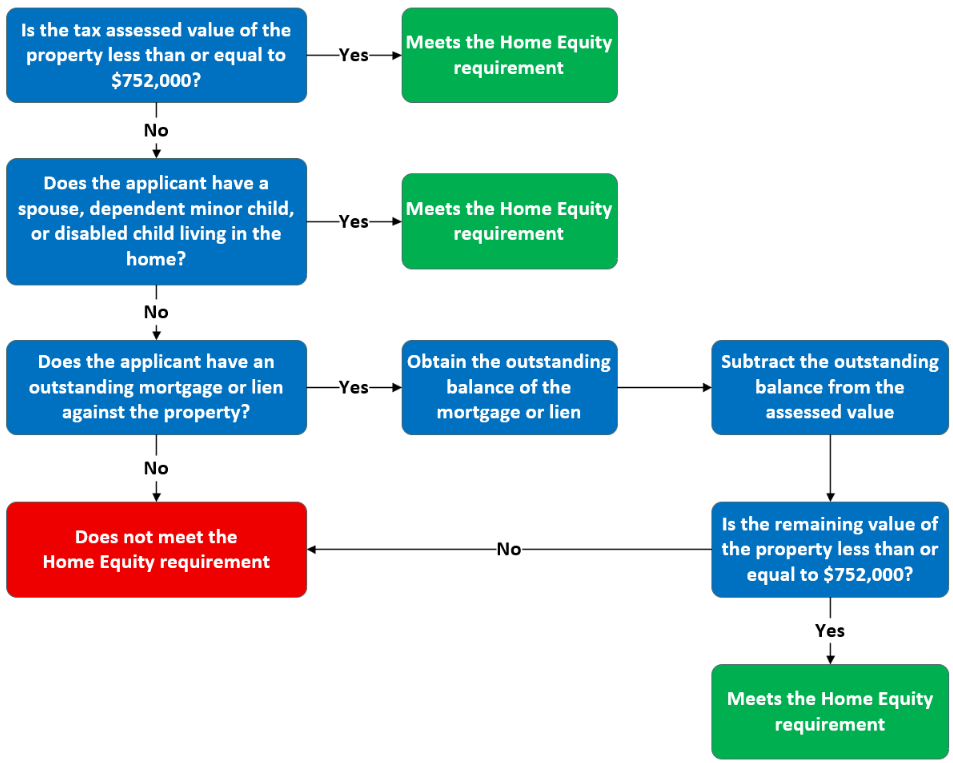 Is the tax assessed value of the
property less than or equal to
$752,000?
Yes
Meets the Home Equity
requirement
No
Does the applicant have a
spouse, dependent minor child,
or disabled child living in the
home?
Yes
Meets the Home Equity
requirement
No
Does the applicant have an
outstanding mortgage or lien
against the property?
Yes
Obtain the outstanding
balance of the
mortgage or lien
Subtract the outstanding
balance from the
assessed value
No
Does not meet the
Home Equity requirement
No
Is the remaining value of
the property less than or
equal to $752,000?
Yes
Meets the Home Equity
requirement